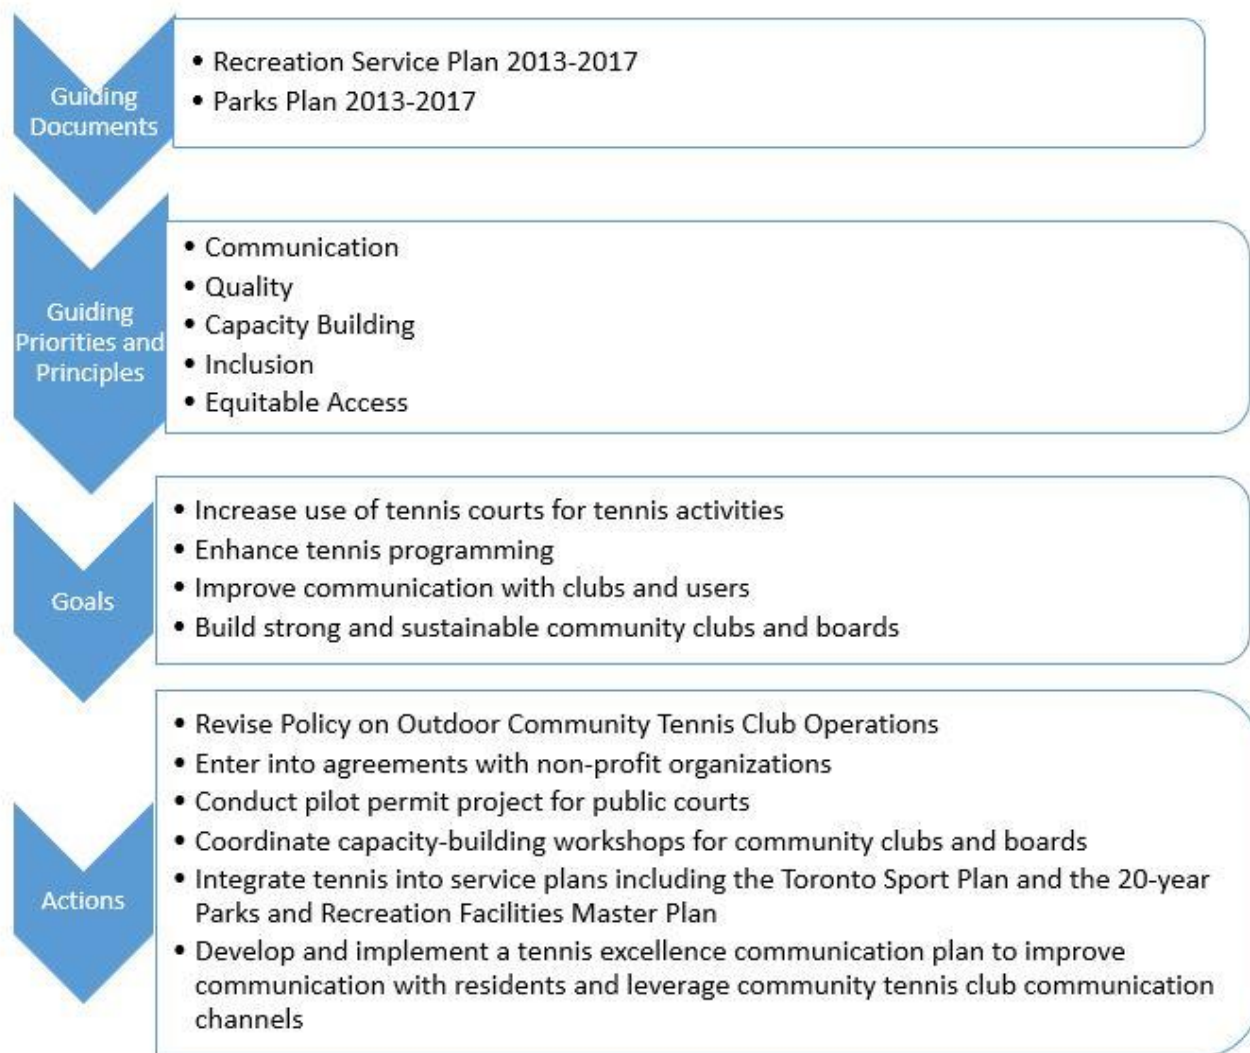 Guiding
Documents
• Recreation Service Plan 2013-2017
• Parks Plan 2013-2017
Guiding
Priorities and
Principles
• Communication
• Quality
• Capacity Building
• Inclusion
• Equitable Access
Goals
• Increase use of tennis courts for tennis activities
• Enhance tennis programming
• Improve communication with clubs and users
• Build strong and sustainable community clubs and boards
Actions
• Revise Policy on Outdoor Community Tennis Club Operations
• Enter into agreements with non-profit organizations
• Conduct pilot permit project for public courts
• Coordinate capacity-building workshops for community clubs and boards
• Integrate tennis into service plans including the Toronto Sport Plan and the 20-year
Parks and Recreation Facilities Master Plan
• Develop and implement a tennis excellence communication plan to improve
communication with residents and leverage community tennis club communication
channels